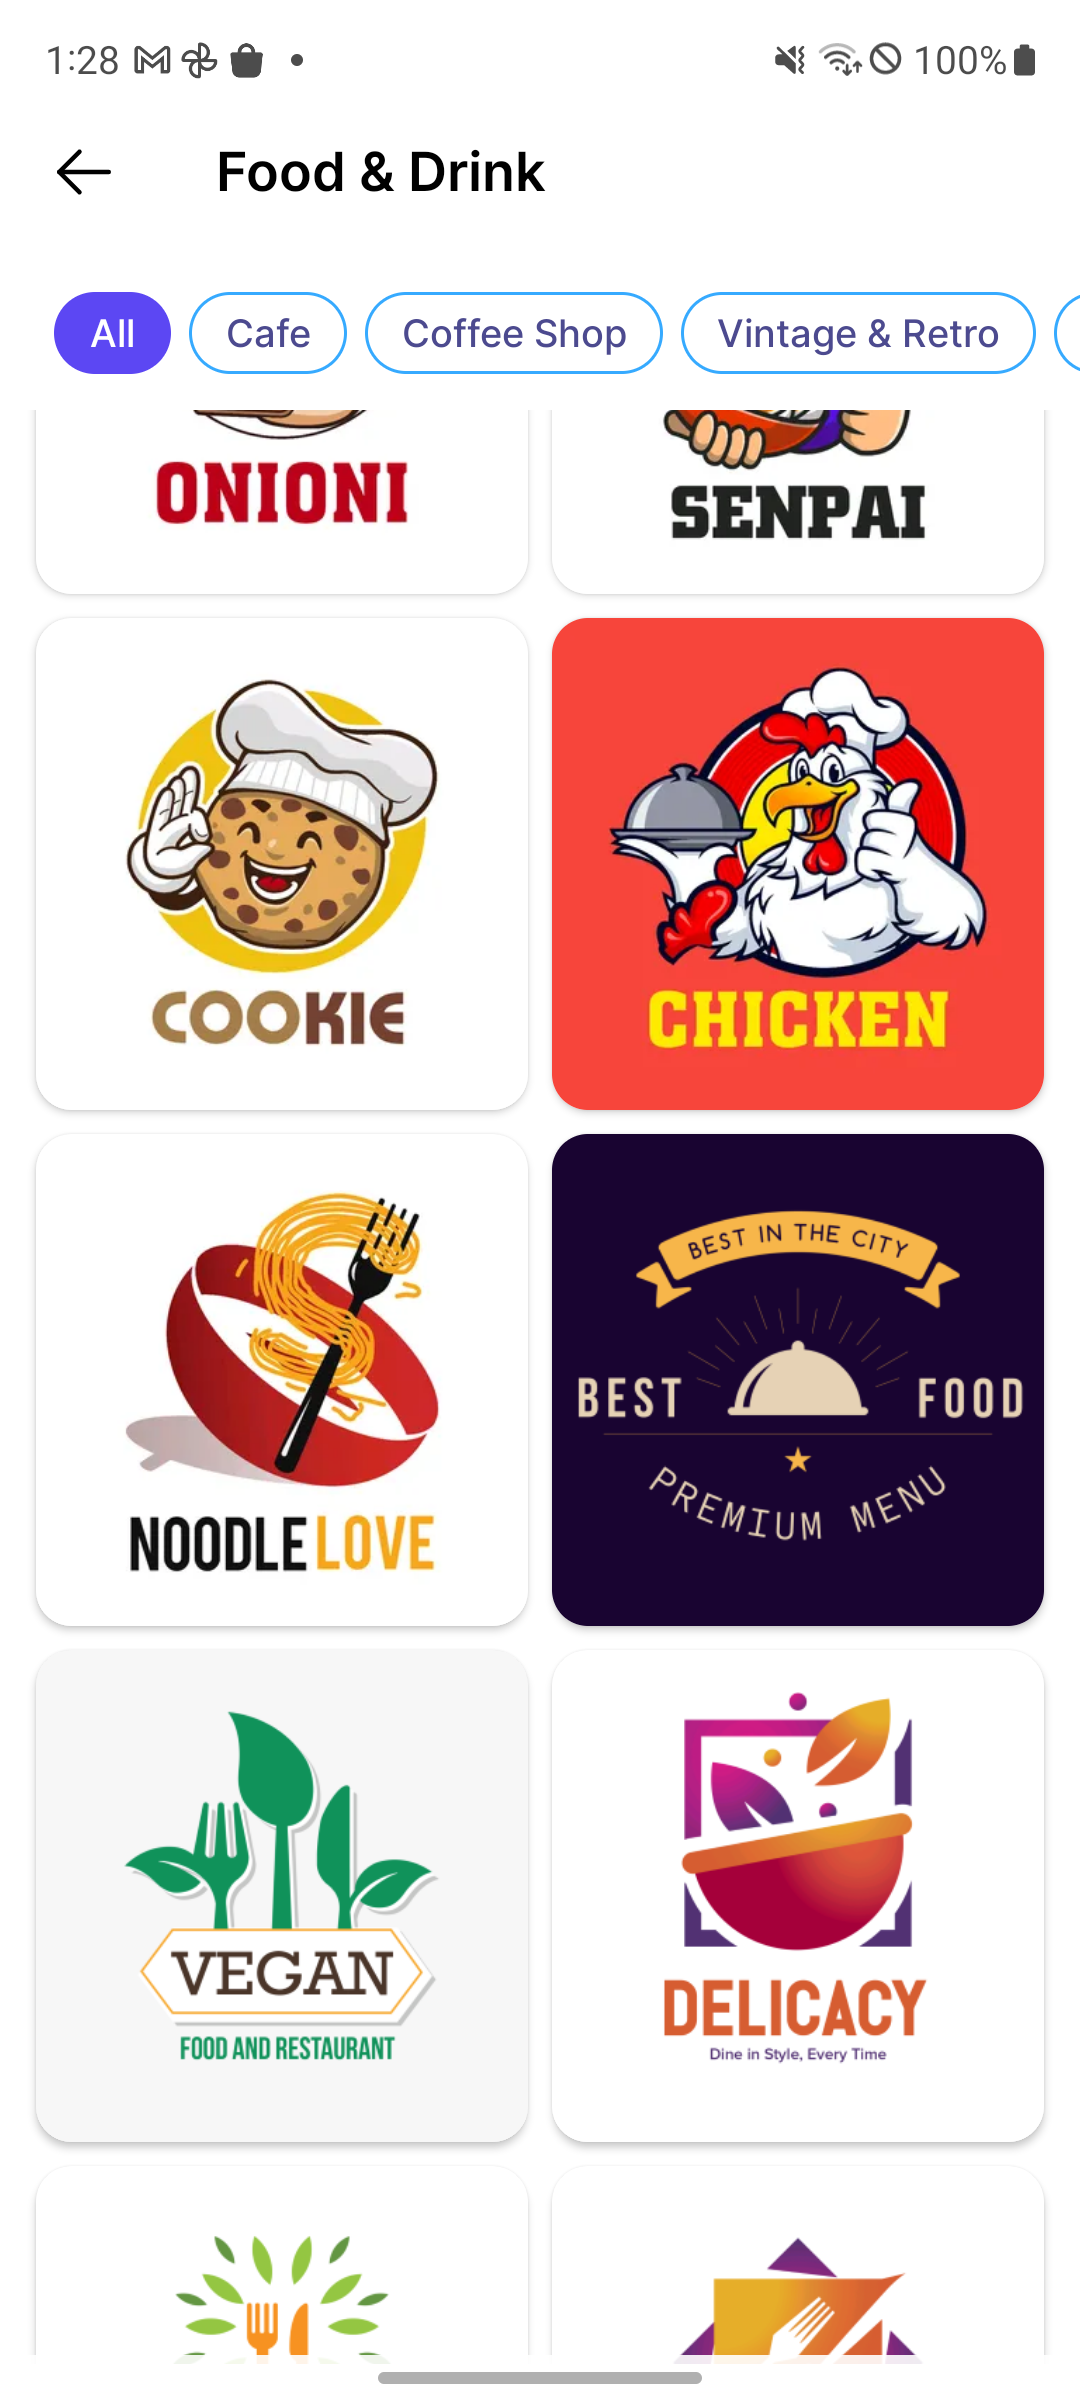 1:28
100%
Food & Drink
All
Cafe
Coffee Shop
Vintage & Retro
ONIONI
SENPAI
COOKIE
CHICKEN
NOODLE LOVE
BEST IN THE CITY
BEST FOOD
PREMIUM MENU
VEGAN
FOOD AND RESTAURANT
DELICACY
Dine in Style, Every Time